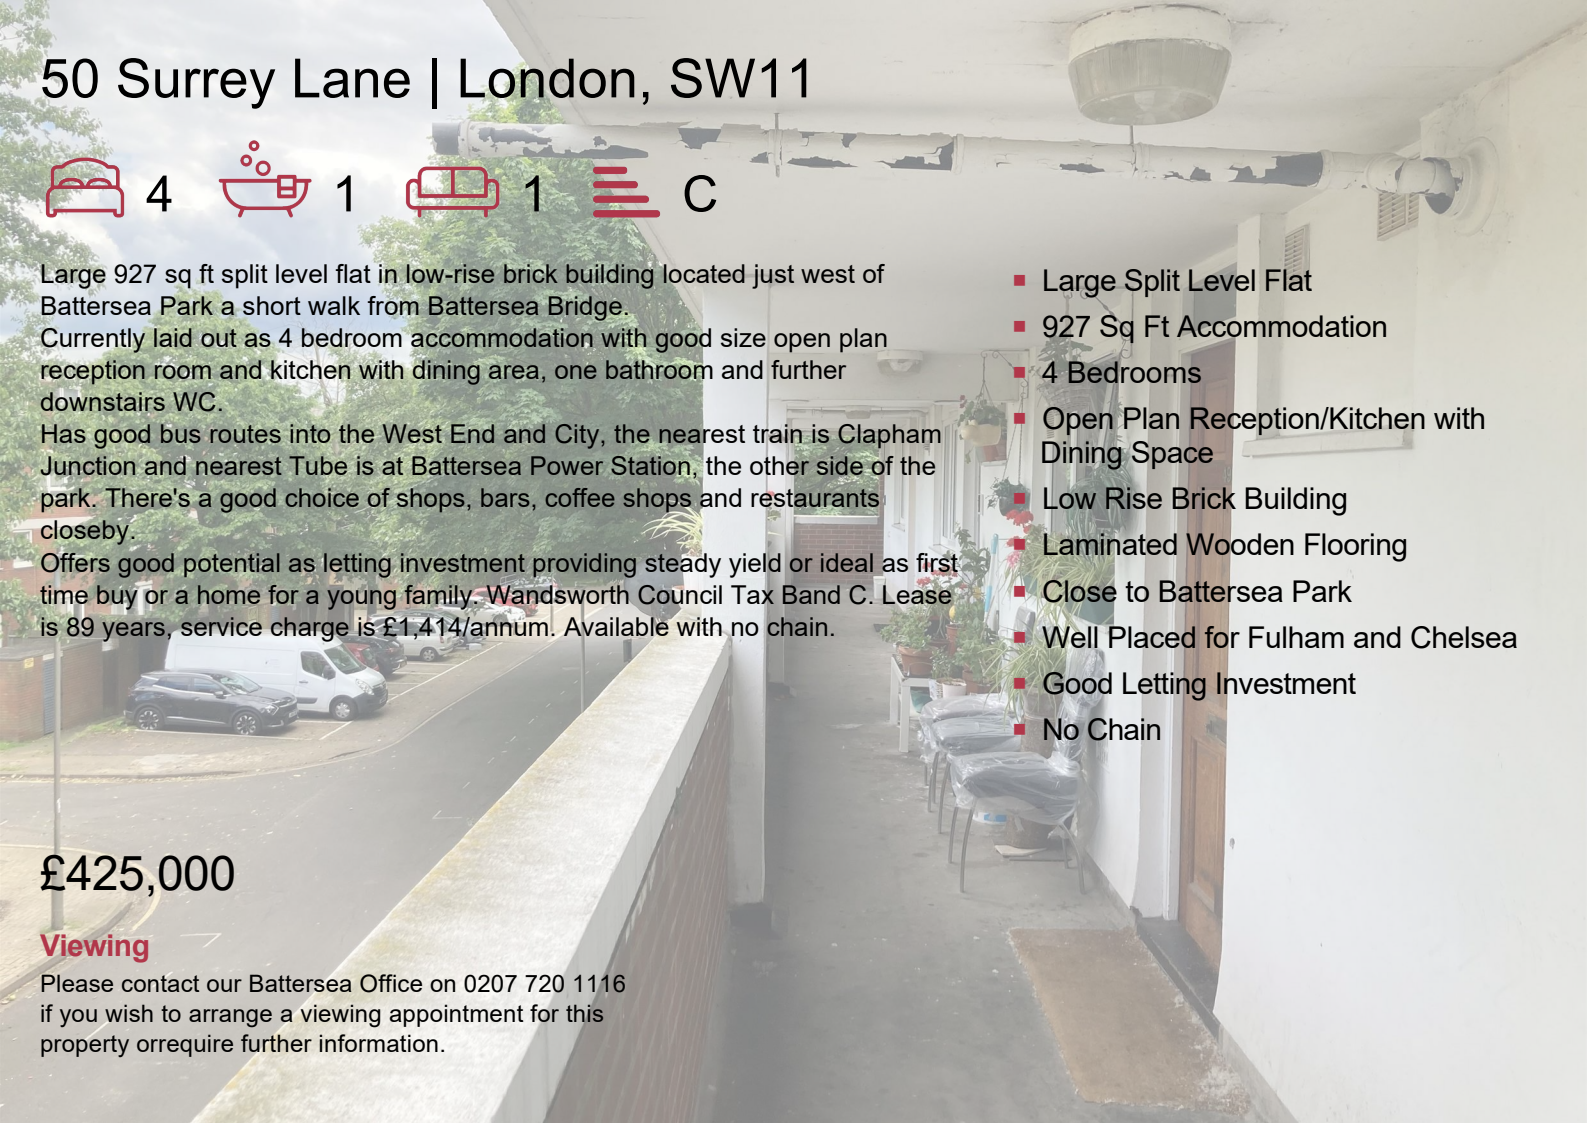 50 Surrey Lane | London, SW11
4 1 1 C
Large 927 sq ft split level flat in low-rise brick building located just west of
Battersea Park a short walk from Battersea Bridge.
Currently laid out as 4 bedroom accommodation with good size open plan
reception room and kitchen with dining area, one bathroom and further
downstairs WC.
Has good bus routes into the West End and City, the nearest train is Clapham
Junction and nearest Tube is at Battersea Power Station, the other side of the
park. There's a good choice of shops, bars, coffee shops and restaurants
closeby.
Offers good potential as letting investment providing steady yield or ideal as first
time buy or a home for a young family. Wandsworth Council Tax Band C. Lease
is 89 years, service charge is £1,414/annum. Available with no chain.
Large Split Level Flat
927 Sq Ft Accommodation
4 Bedrooms
Open Plan Reception/Kitchen with
Dining Space
Low Rise Brick Building
Laminated Wooden Flooring
Close to Battersea Park
Well Placed for Fulham and Chelsea
Good Letting Investment
No Chain
£425,000
Viewing
Please contact our Battersea Office on 0207 720 1116
if you wish to arrange a viewing appointment for this
property orrequire further information.